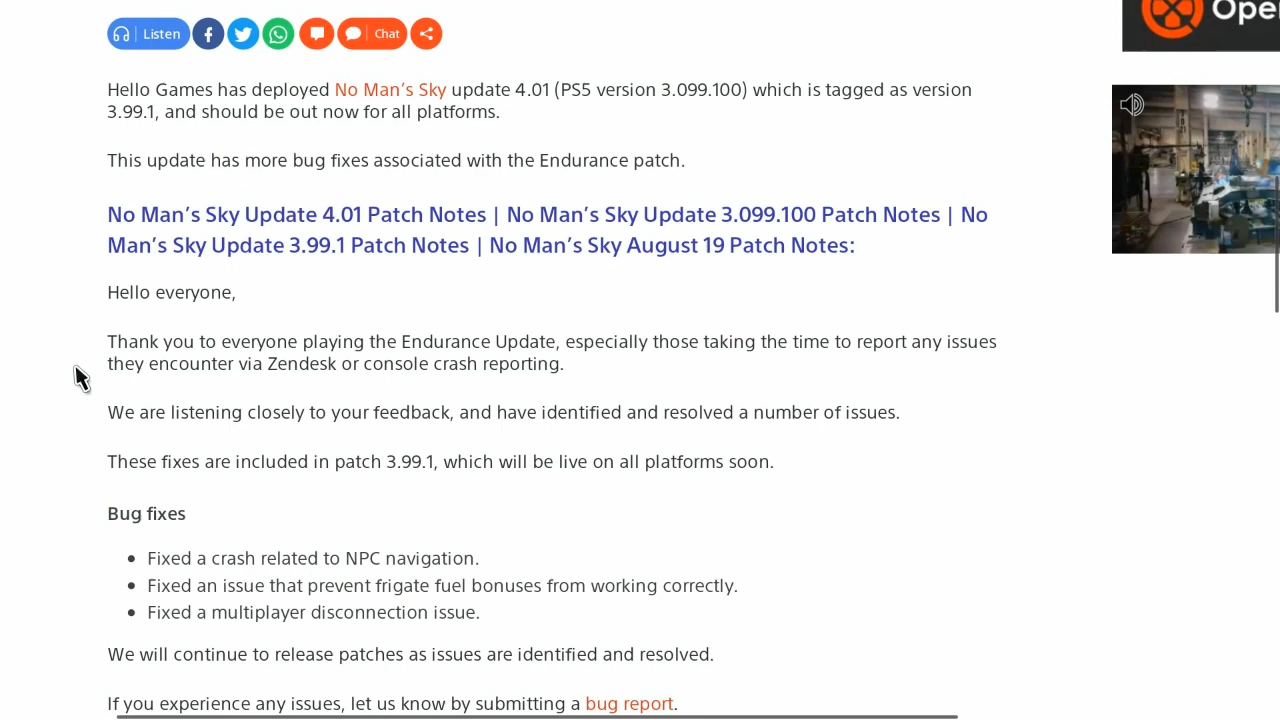 Listen
Chat
Hello Games has deployed No Man's Sky update 4.01 (PS5 version 3.099.100) which is tagged as version
3.99.1, and should be out now for all platforms.
This update has more bug fixes associated with the Endurance patch.
No Man's Sky Update 4.01 Patch Notes | No Man's Sky Update 3.099.100 Patch Notes | No
Man's Sky Update 3.99.1 Patch Notes | No Man's Sky August 19 Patch Notes:
Hello everyone,
Thank you to everyone playing the Endurance Update, especially those taking the time to report any issues
they encounter via Zendesk or console crash reporting.
We are listening closely to your feedback, and have identified and resolved a number of issues.
These fixes are included in patch 3.99.1, which will be live on all platforms soon.
Bug fixes
Fixed a crash related to NPC navigation.
Fixed an issue that prevent frigate fuel bonuses from working correctly.
Fixed a multiplayer disconnection issue.
We will continue to release patches as issues are identified and resolved.
If you experience any issues, let us know by submitting a bug report.